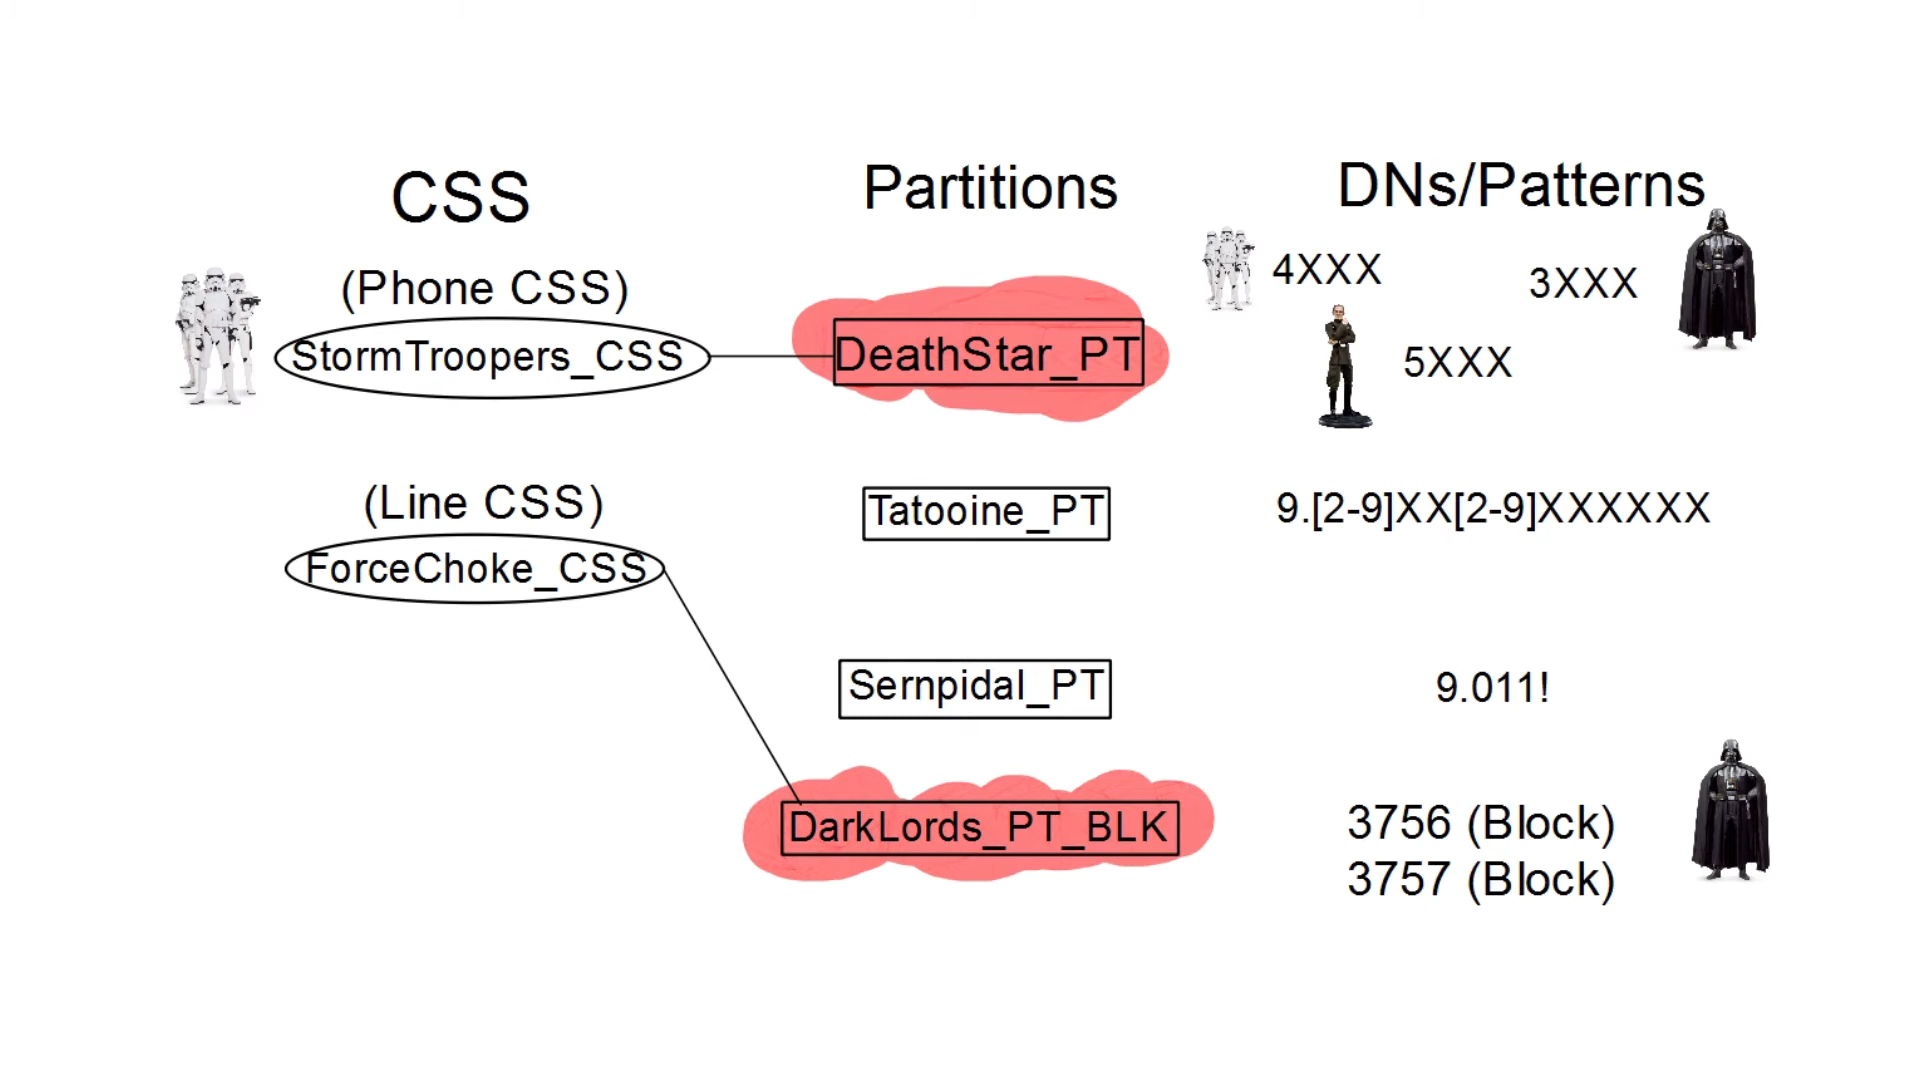 CSS
Partitions
DNs/Patterns
(Phone CSS)
4XXX
3XXX
StormTroopers_CSS
DeathStar_PT
5XXX
(Line CSS)
Tatooine_PT
9.[2-9]XX[2-9]XXXXXX
ForceChoke_CSS
Sernpidal_PT
9.011!
DarkLords_PT_BLK
3756 (Block)
3757 (Block)